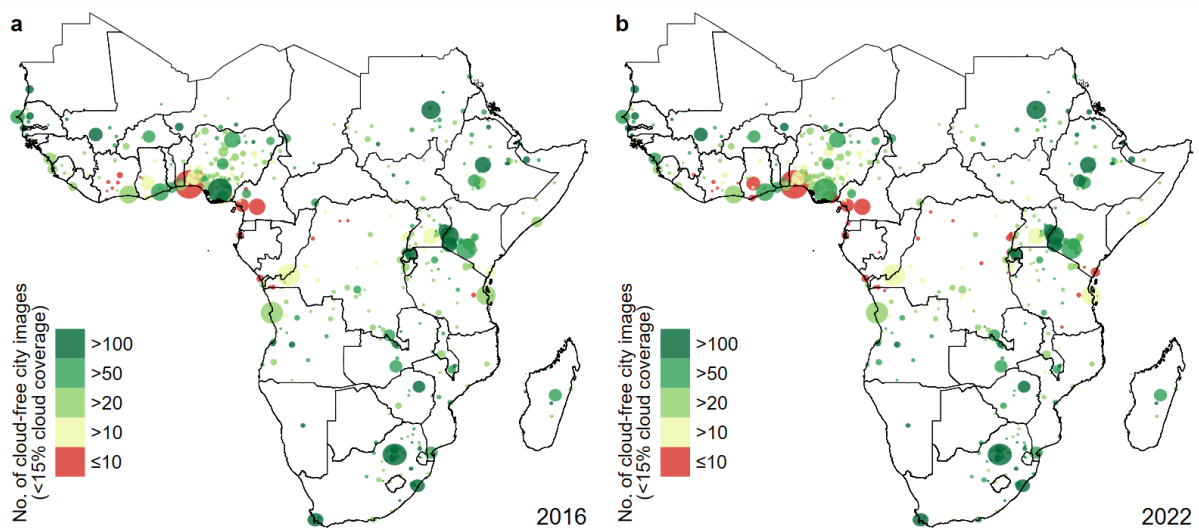 a
No. of cloud-free city images
(<15% cloud coverage)
>100
>50
>20
>10
≤10
2016
b
No. of cloud-free city images
(<15% cloud coverage)
>100
>50
>20
>10
≤10
2022